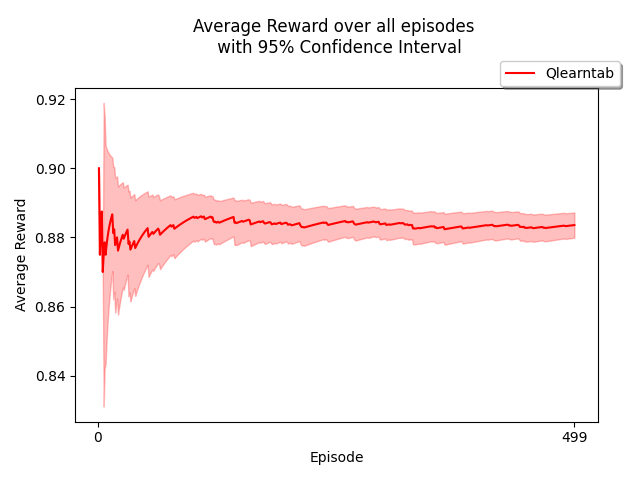 Average Reward over all episodes
with 95% Confidence Interval
Qlearntab
0.92
0.90
0.88
0.86
0.84
Average Reward
0
499
Episode